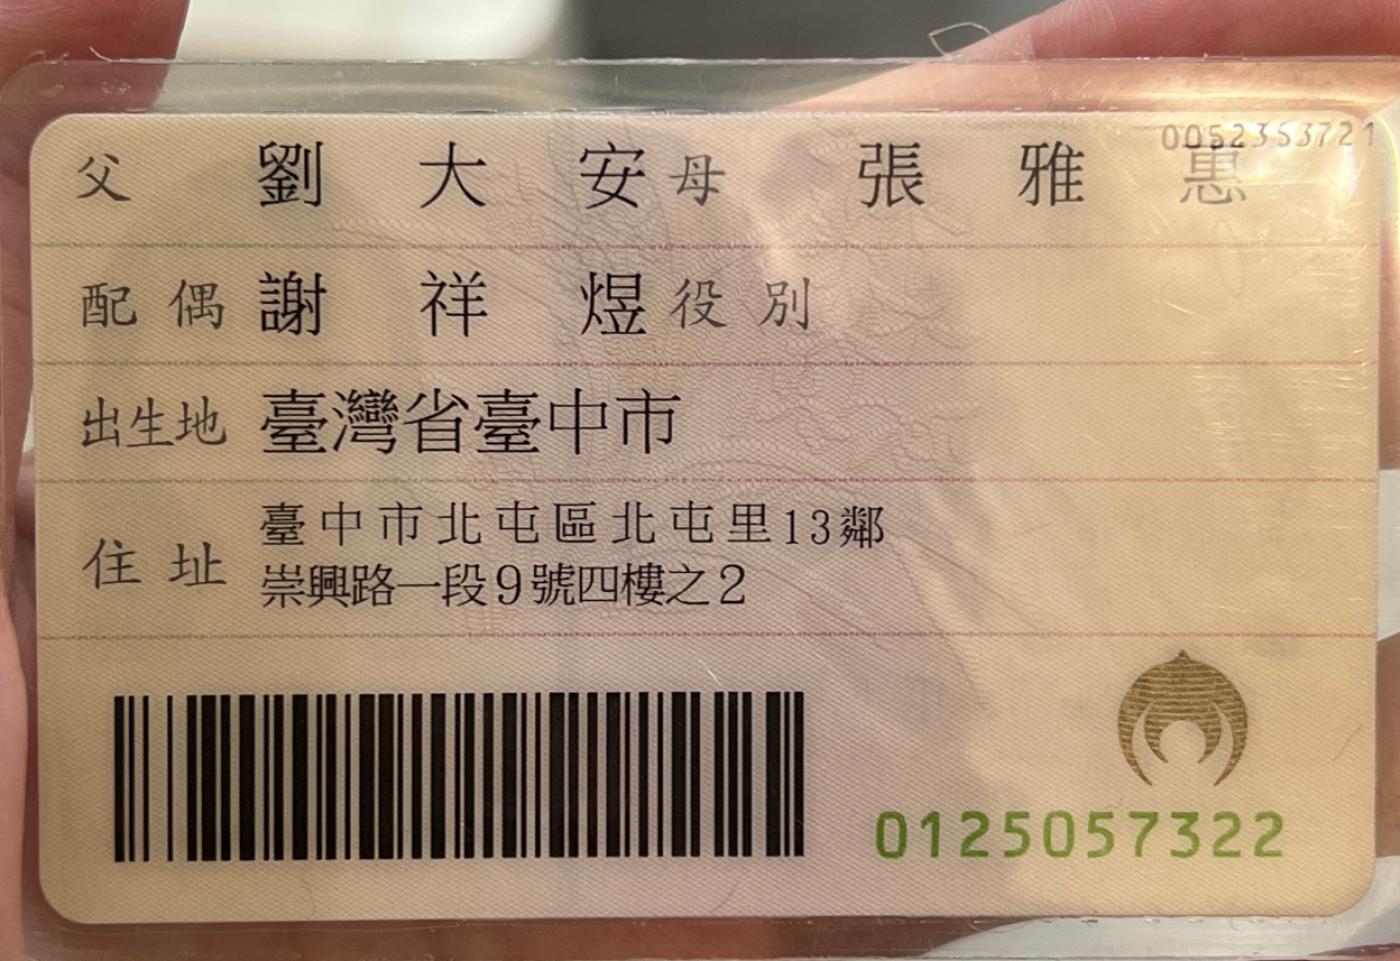 0052353721
父 劉大安 母 張雅惠
配偶 謝祥煜 役別
出生地 臺灣省臺中市
住址 臺中市北屯區北屯里13鄰
崇興路一段9號四樓之2
0125057322